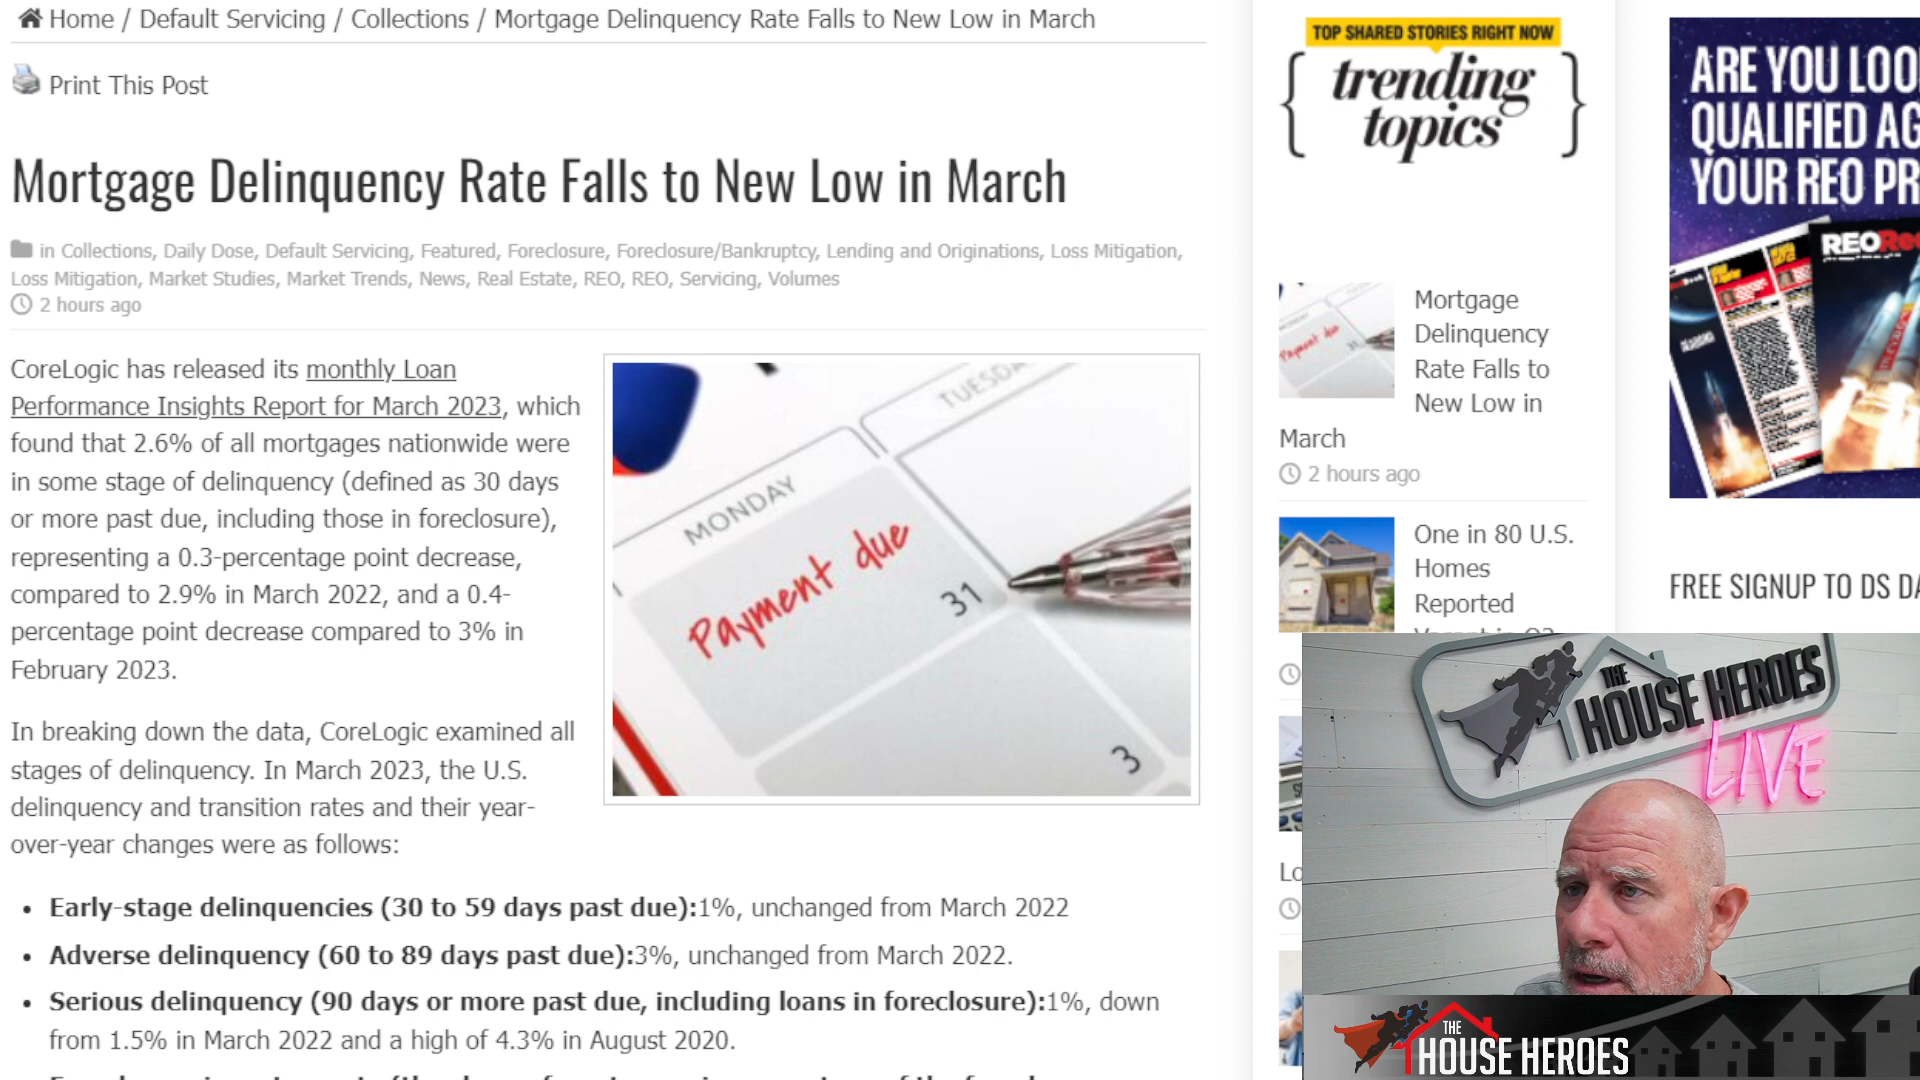 Home / Default Servicing / Collections / Mortgage Delinquency Rate Falls to New Low in March
Print This Post
Mortgage Delinquency Rate Falls to New Low in March
in Collections, Daily Dose, Default Servicing, Featured, Foreclosure, Foreclosure/Bankruptcy, Lending and Originations, Loss Mitigation,
Loss Mitigation, Market Studies, Market Trends, News, Real Estate, REO, REO, Servicing, Volumes
2 hours ago
CoreLogic has released its monthly Loan
Performance Insights Report for March 2023, which
found that 2.6% of all mortgages nationwide were
in some stage of delinquency (defined as 30 days
or more past due, including those in foreclosure),
representing a 0.3-percentage point decrease,
compared to 2.9% in March 2022, and a 0.4-
percentage point decrease compared to 3% in
February 2023.
In breaking down the data, CoreLogic examined all
stages of delinquency. In March 2023, the U.S.
delinquency and transition rates and their year-
over-year changes were as follows:
MONDAY
TUESDA
Payment due
31
3
• Early-stage delinquencies (30 to 59 days past due):1%, unchanged from March 2022
• Adverse delinquency (60 to 89 days past due):3%, unchanged from March 2022.
• Serious delinquency (90 days or more past due, including loans in foreclosure):1%, down
from 1.5% in March 2022 and a high of 4.3% in August 2020.
TOP SHARED STORIES RIGHT NOW
{ trending
topics }
Mortgage
Delinquency
Rate Falls to
New Low in
March
2 hours ago
One in 80 U.S.
Homes
Reported
Lo
ARE YOU LOO
QUALIFIED AG
YOUR REO PR
REORe
FREE SIGNUP TO DS DA
THE
HOUSE HEROES
LIVE
THE
HOUSE HEROES